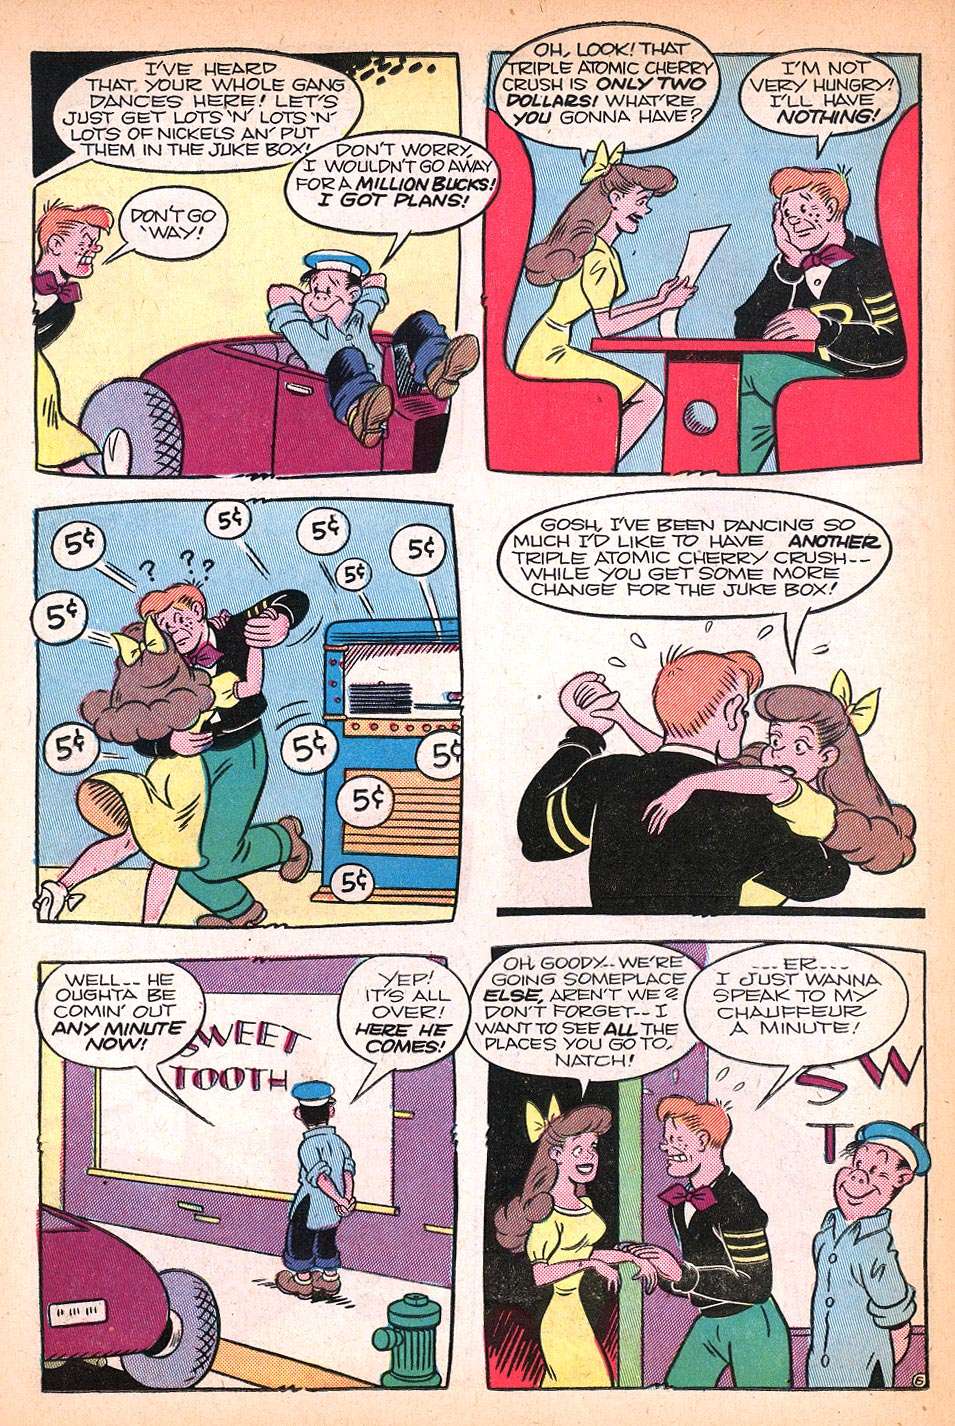 I'VE HEARD
THAT YOUR WHOLE GANG
DANCES HERE! LET'S
JUST GET LOTS 'N' LOTS 'N'
LOTS OF NICKELS AN' PUT
THEM IN THE JUKE BOX!
DON'T GO
'WAY!
DON'T WORRY,
I WOULDN'T GO AWAY
FOR A MILLION BUCKS!
I GOT PLANS!
OH, LOOK! THAT
TRIPLE ATOMIC CHERRY
CRUSH IS ONLY TWO
DOLLARS! WHAT'RE
YOU GONNA HAVE?
I'M NOT
VERY HUNGRY!
I'LL HAVE
NOTHING!
5¢
5¢
5¢
5¢
5¢
5¢
? ? ?
5¢
5¢
5¢
5¢
5¢
GOSH, I'VE BEEN DANCING SO
MUCH I'D LIKE TO HAVE ANOTHER
TRIPLE ATOMIC CHERRY CRUSH--
WHILE YOU GET SOME MORE
CHANGE FOR THE JUKE BOX!
WELL-- HE
OUGHTA BE
COMIN' OUT
ANY MINUTE
NOW!
YEP!
IT'S ALL
OVER!
HERE HE
COMES!
SWEET
TOOTH
OH, GOODY-- WE'RE
GOING SOMEPLACE
ELSE, AREN'T WE?
DON'T FORGET-- I
WANT TO SEE ALL THE
PLACES YOU GO TO,
NATCH!
---ER---
I JUST WANNA
SPEAK TO MY
CHAUFFEUR
A MINUTE!
SW
T
6